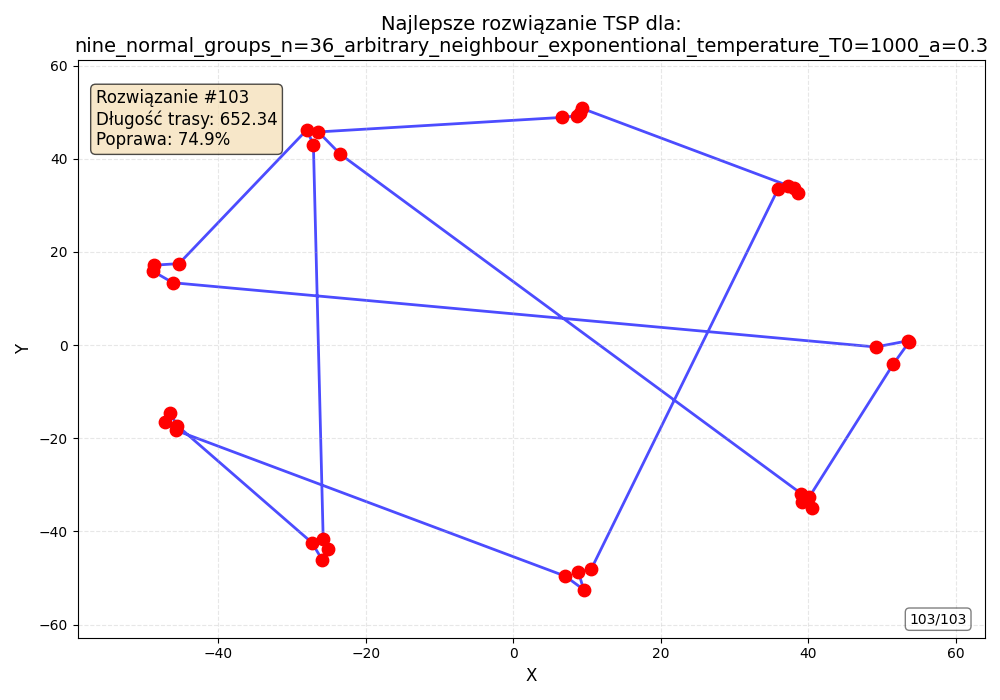 Najlepsze rozwiązanie TSP dla:
nine_normal_groups_n=36_arbitrary_neighbour_exponential_temperature_T0=1000_a=0.3
Rozwiązanie #103
Długość trasy: 652.34
Poprawa: 74.9%
60
40
20
0
−20
−40
−60
Y
103/103
−40
−20
0
20
40
60
X